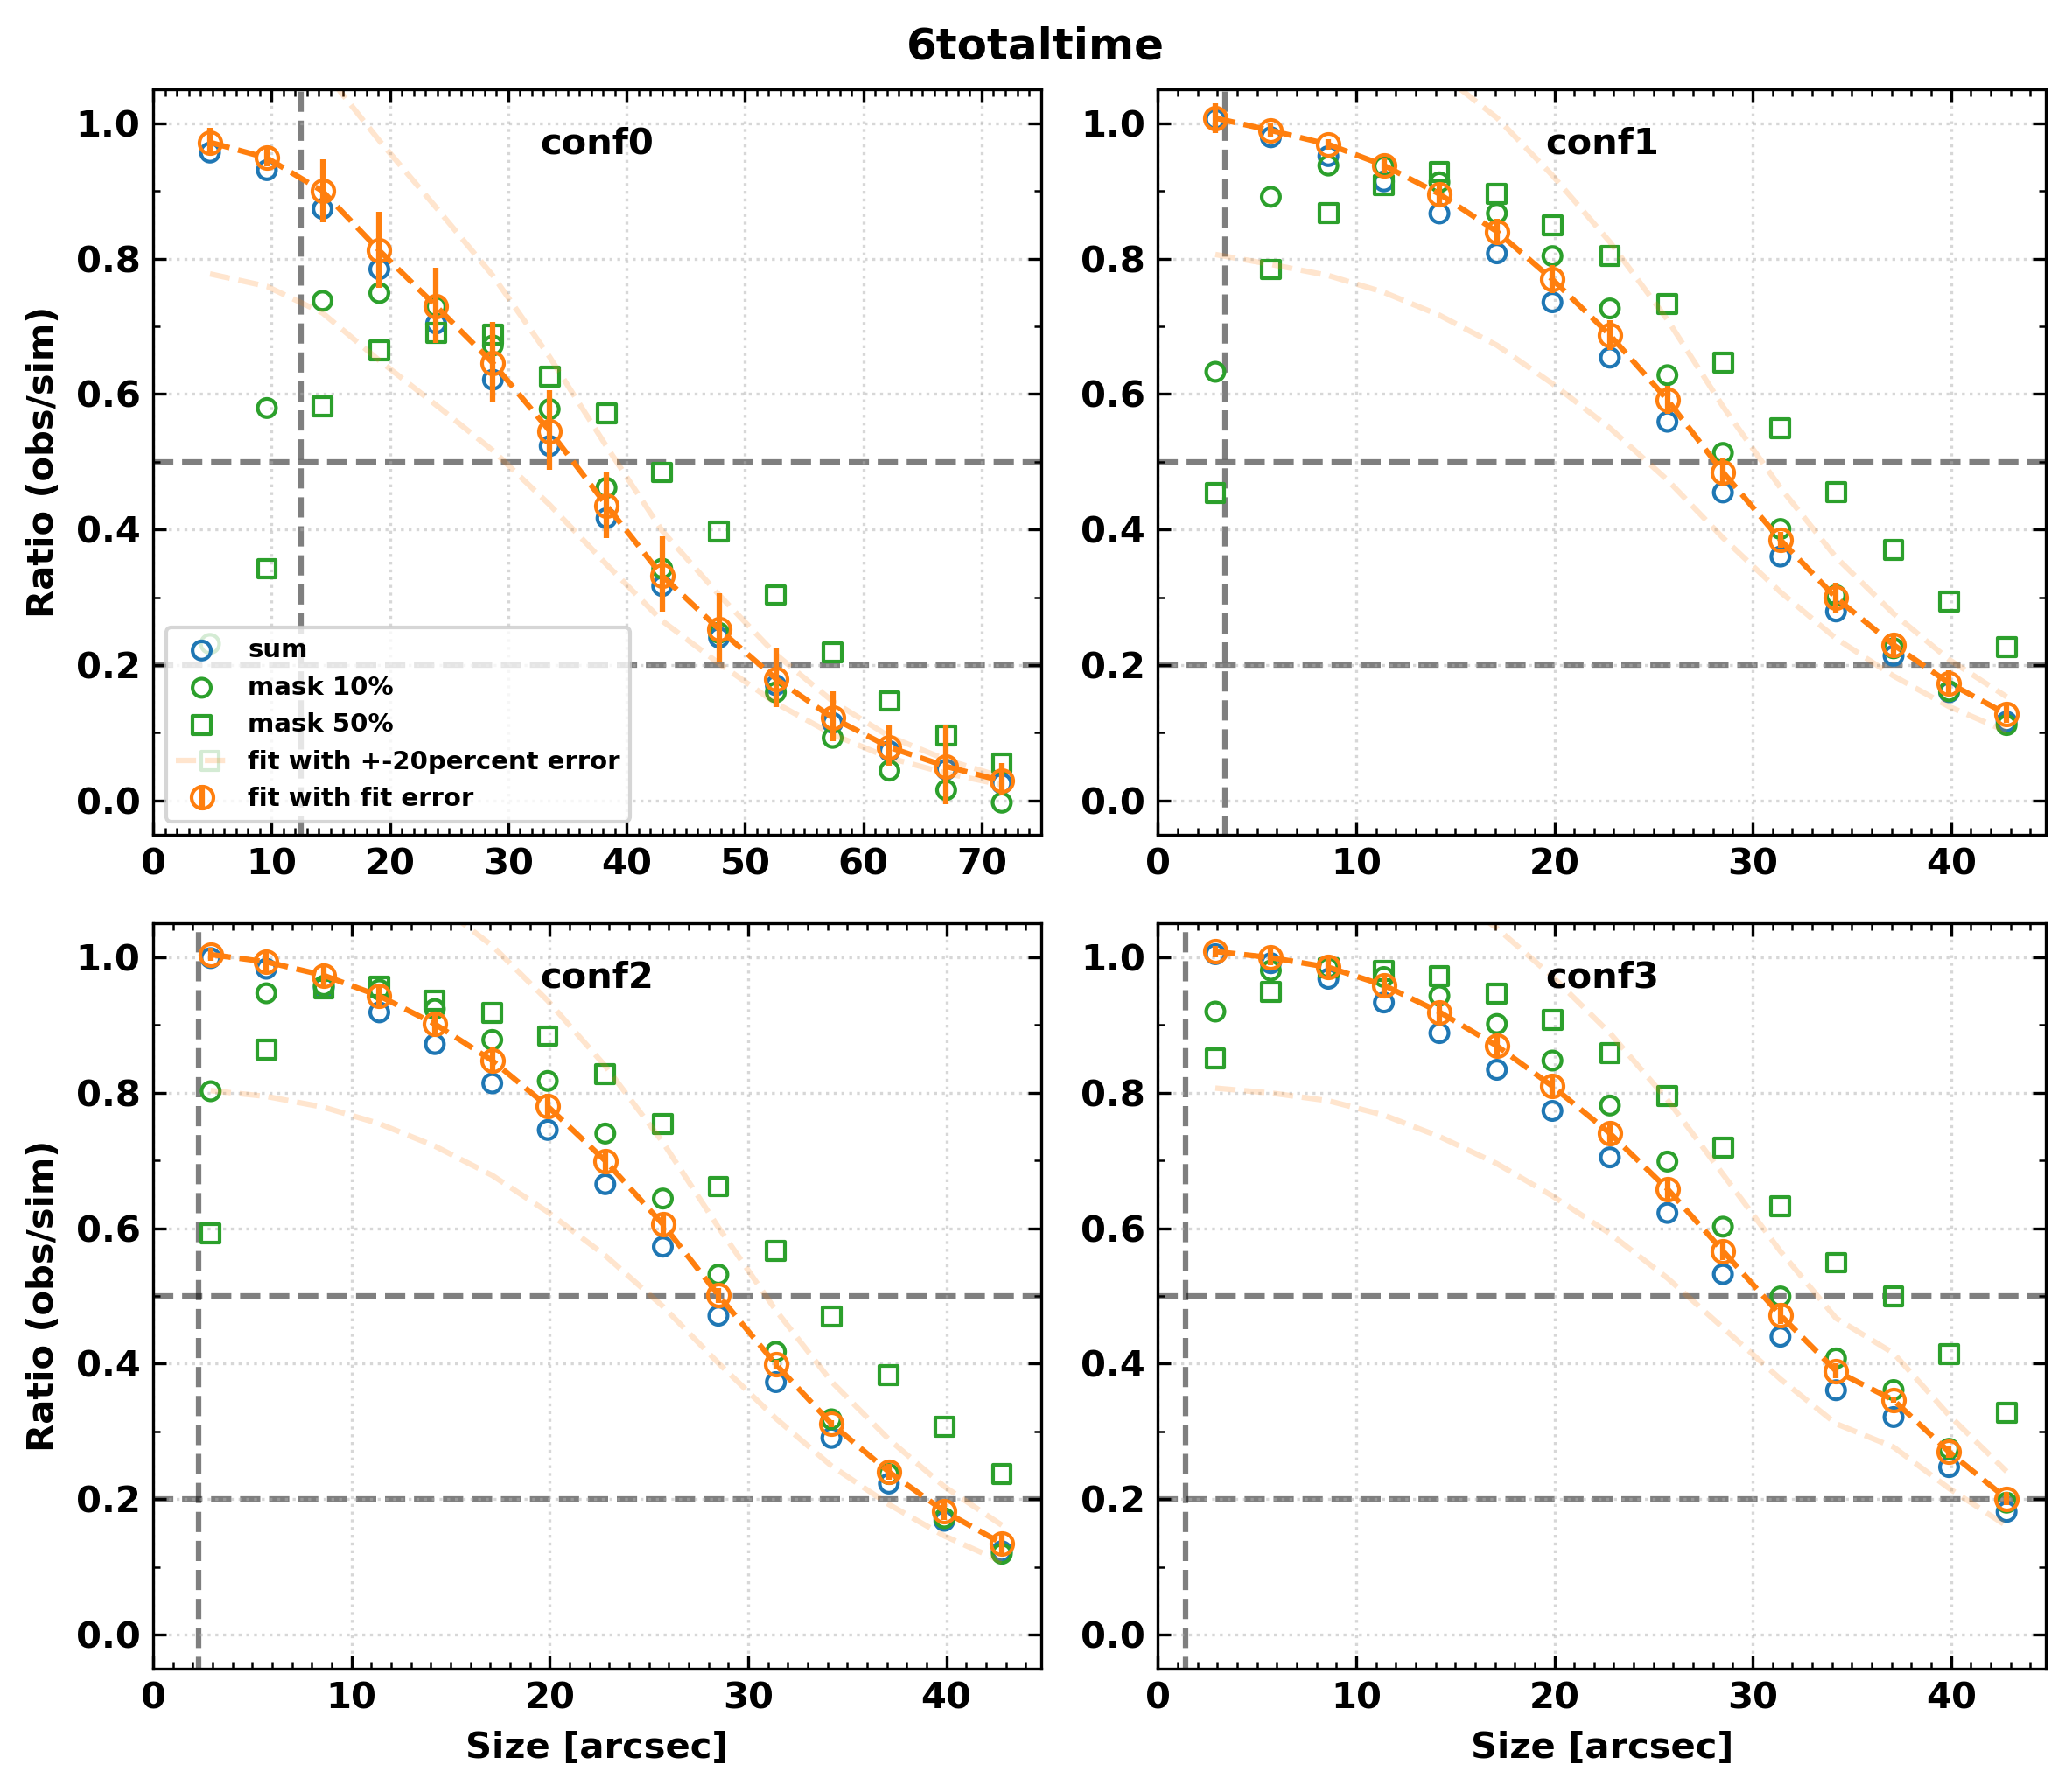 6totaltime
conf0
conf1
Ratio (obs/sim)
1.0
0.8
0.6
0.4
0.2
0.0
sum
mask 10%
mask 50%
fit with +-20percent error
fit with fit error
0 10 20 30 40 50 60 70
1.0
0.8
0.6
0.4
0.2
0.0
0 10 20 30 40
conf2
conf3
Ratio (obs/sim)
1.0
0.8
0.6
0.4
0.2
0.0
0 10 20 30 40
Size [arcsec]
1.0
0.8
0.6
0.4
0.2
0.0
0 10 20 30 40
Size [arcsec]